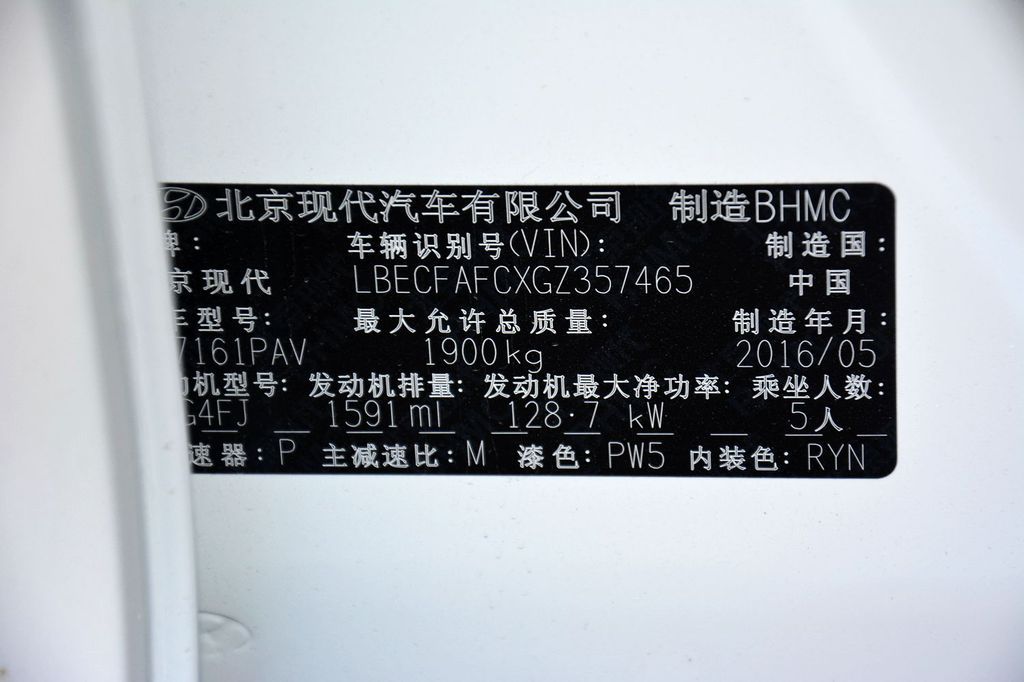 北京现代汽车有限公司 制造BHMC
牌: 车辆识别号(VIN): 制造国:
京现代 LBECFAFCXGZ357465 中国
车型号: 最大允许总质量: 制造年月:
7161PAV 1900kg 2016/05
动机型号: 发动机排量: 发动机最大净功率: 乘坐人数:
G4FJ 1591ml 128.7 kW 5人
速器: P 主减速比: M 漆色: PW5 内装色: RYN